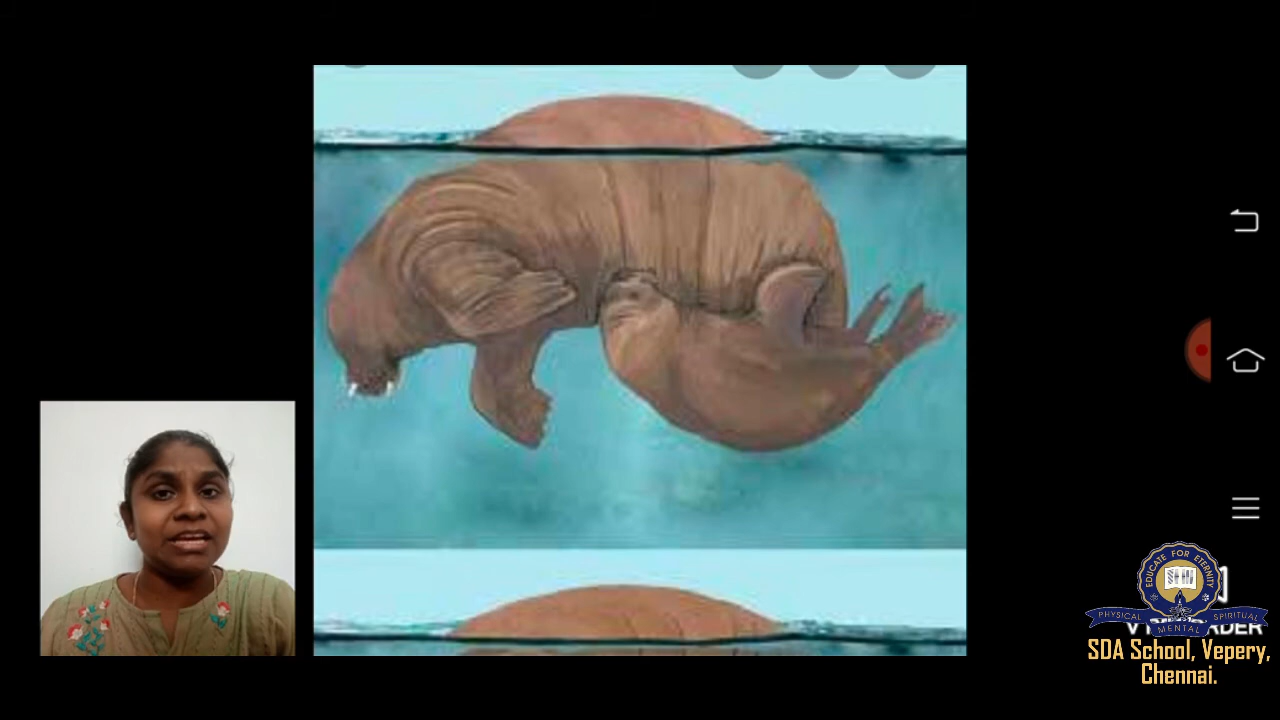 EDUCATE FOR ETERNITY
PHYSICAL MENTAL SPIRITUAL
SDA School, Vepery,
Chennai.